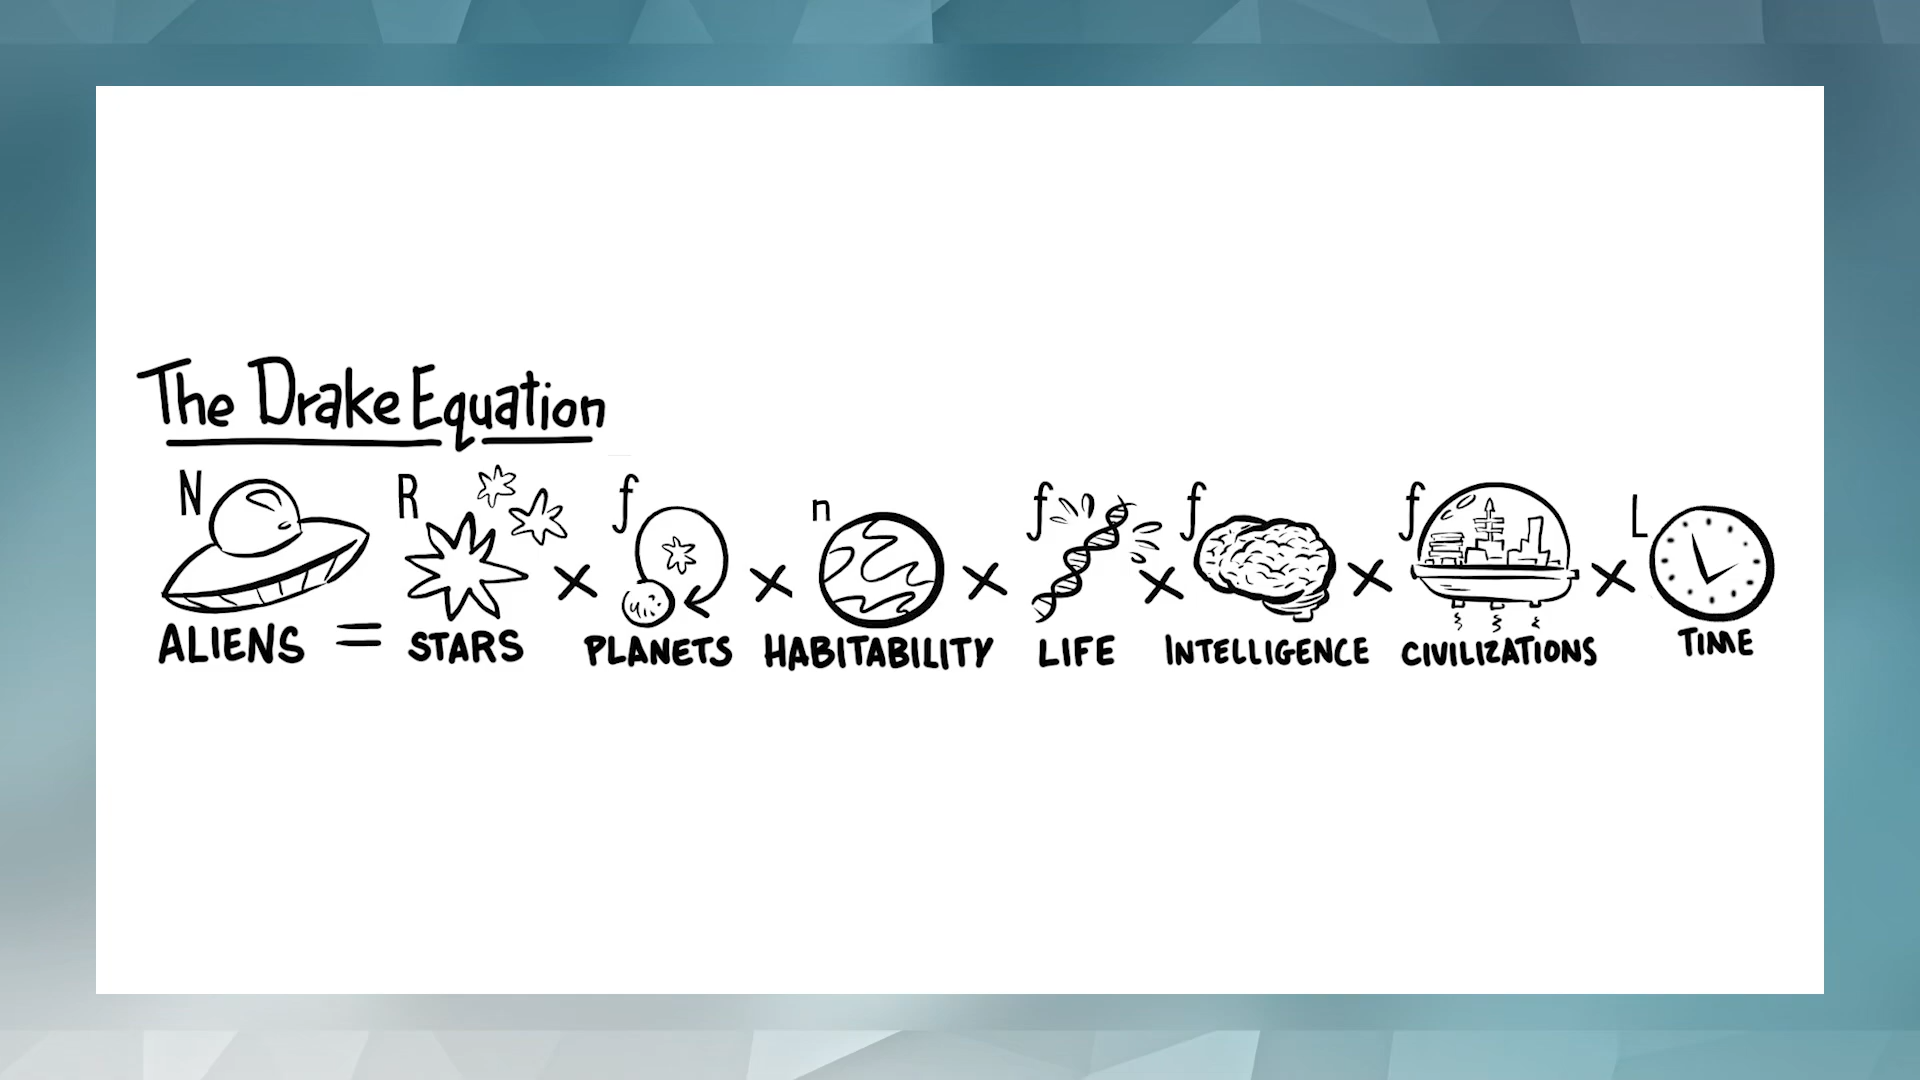 The Drake Equation
N R f n f f f L
ALIENS = STARS × PLANETS × HABITABILITY × LIFE × INTELLIGENCE × CIVILIZATIONS × TIME